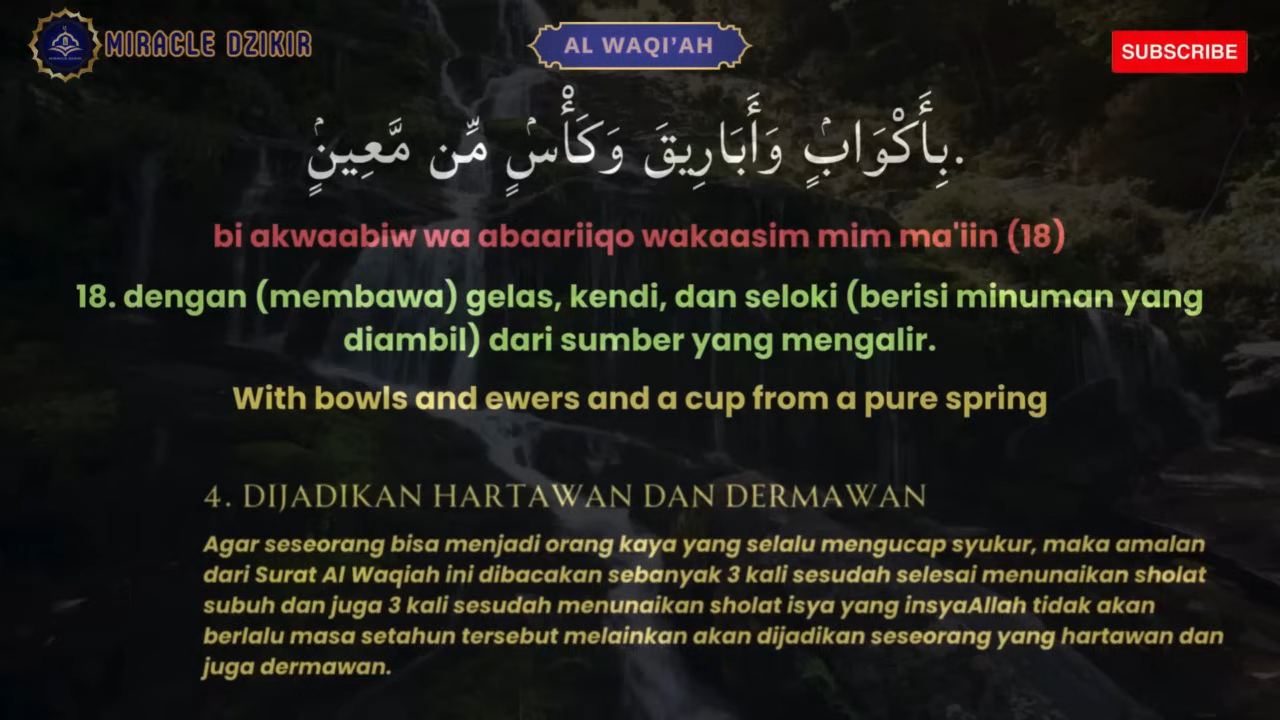 MIRACLE DZIKIR
AL WAQI'AH
SUBSCRIBE
بِأَكْوَابٍۢ وَأَبَارِيقَ وَكَأْسٍۢ مِّن مَّعِينٍۢ.
bi akwaabiw wa abaariiqo wakaasim mim ma'iin (18)
18. dengan (membawa) gelas, kendi, dan seloki (berisi minuman yang
diambil) dari sumber yang mengalir.
With bowls and ewers and a cup from a pure spring
4. DIJADIKAN HARTAWAN DAN DERMAWAN
Agar seseorang bisa menjadi orang kaya yang selalu mengucap syukur, maka amalan
dari Surat Al Waqiah ini dibacakan sebanyak 3 kali sesudah selesai menunaikan sholat
subuh dan juga 3 kali sesudah menunaikan sholat isya yang insyaAllah tidak akan
berlalu masa setahun tersebut melainkan akan dijadikan seseorang yang hartawan dan
juga dermawan.